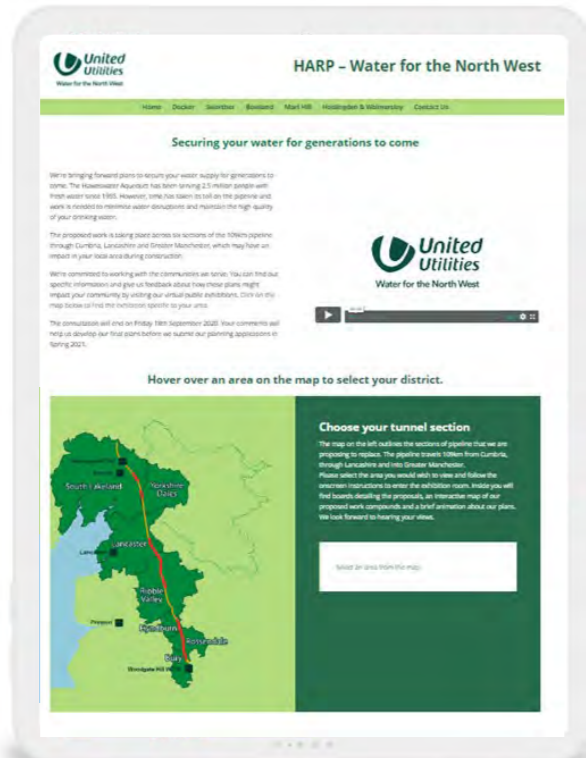 United
Utilities
Water for the North West
HARP – Water for the North West
Home Docker Swarther Bowland Marl Hill Haslingden & Walmersley Contact Us
Securing your water for generations to come
We're bringing forward plans to secure your water supply for generations to
come. The Haweswater Aqueduct has been serving 2.5 million people with
fresh water since 1955. However, time has taken its toll on the pipeline and
work is needed to minimise water disruptions and maintain the high quality
of your drinking water.
The proposed work is taking place across six sections of the 109km pipeline
through Cumbria, Lancashire and Greater Manchester, which may have an
impact in your local area during construction.
We're committed to working with the communities we serve. You can find out
specific information and give us feedback about how these plans might
impact your community by visiting our virtual public exhibitions. Click on the
map below to find the exhibition specific to your area.
The consultation will end on Friday 18th September 2020. Your comments will
help us develop our final plans before we submit our planning applications in
Spring 2021.
United
Utilities
Water for the North West
Hover over an area on the map to select your district.
South Lakeland
Yorkshire
Dales
Lancaster
Lancaster
Ribble
Valley
Preston
Hyndburn
Rossendale
Bury
Woodgate Hill
Choose your tunnel section
The map on the left outlines the sections of pipeline that we are
proposing to replace. The pipeline travels 109km from Cumbria,
through Lancashire and into Greater Manchester.
Please select the area you would wish to view and follow the
onscreen instructions to enter the exhibition room. Inside you will
find boards detailing the proposals, an interactive map of our
proposed work compounds and a brief animation about our plans.
We look forward to hearing your views.
Select an area from the map